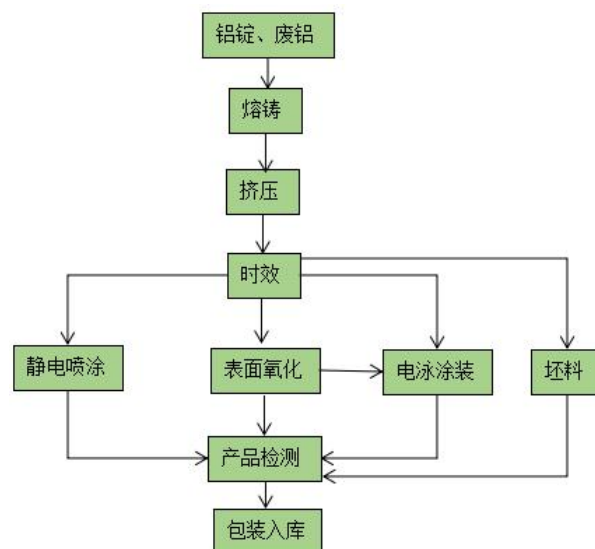 铝锭、废铝
熔铸
挤压
时效
静电喷涂
表面氧化
电泳涂装
坯料
产品检测
包装入库